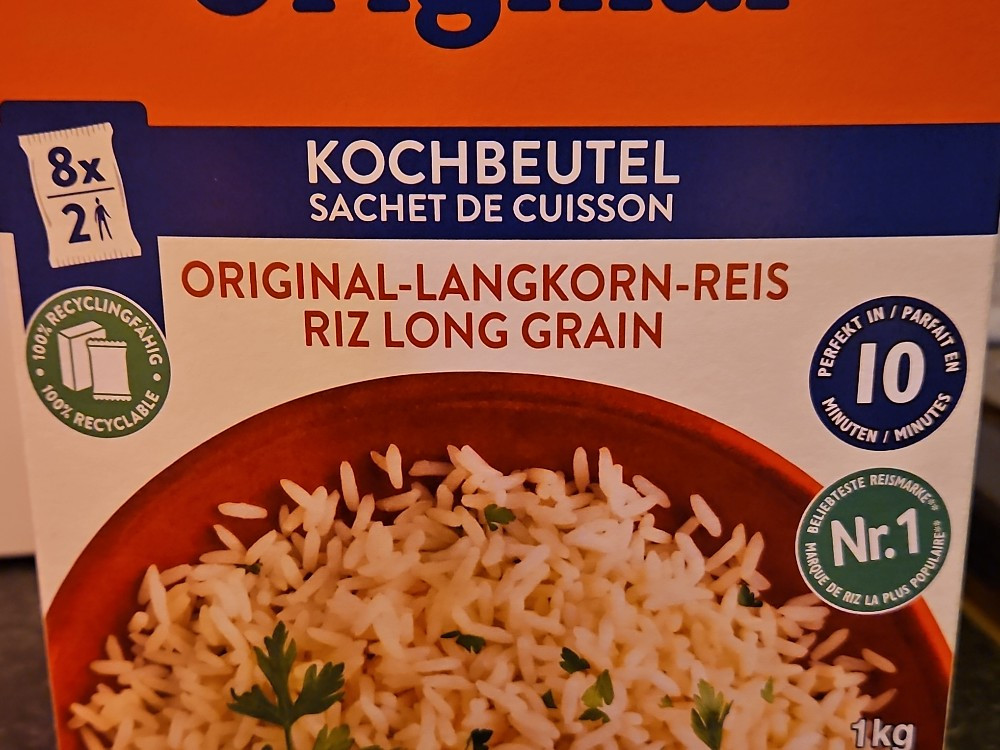 Original
KOCHBEUTEL
SACHET DE CUISSON
8x
2
ORIGINAL-LANGKORN-REIS
RIZ LONG GRAIN
100% RECYCLINGFÄHIG
100% RECYCLABLE
PERFEKT IN / PARFAIT EN
10
MINUTEN / MINUTES
BELIEBTESTE REISMARKE**
Nr.1
MARQUE DE RIZ LA PLUS POPULAIRE**
1kg